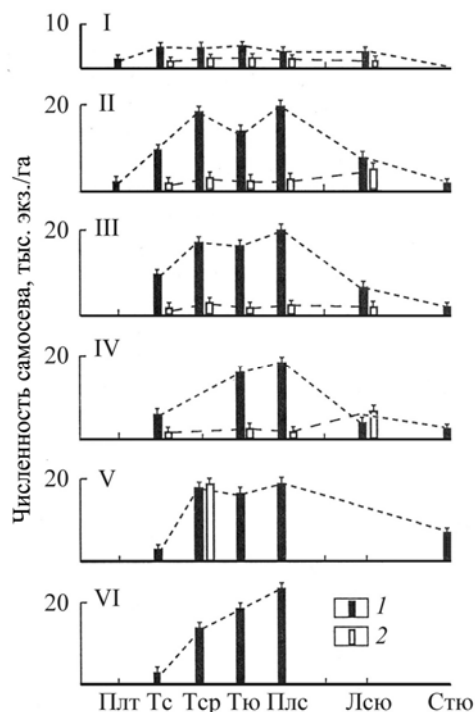 Численность самосева, тыс. экз./га
10
I
20
II
20
III
20
IV
20
V
20
VI
1
2
Плт Тс Тср Тю Плс Лсю Стю